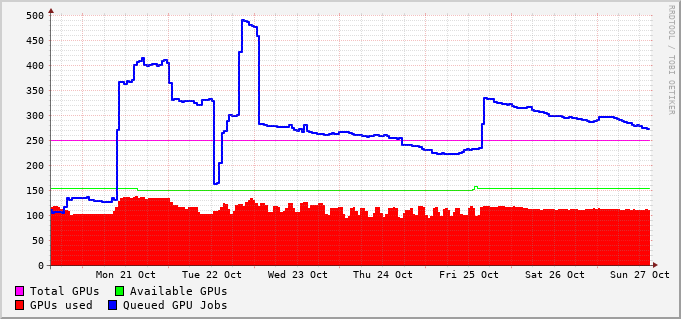 RRDTOOL / TOBI OETIKER
500
450
400
350
300
250
200
150
100
50
0
Mon 21 Oct Tue 22 Oct Wed 23 Oct Thu 24 Oct Fri 25 Oct Sat 26 Oct Sun 27 Oct
Total GPUs Available GPUs
GPUs used Queued GPU Jobs